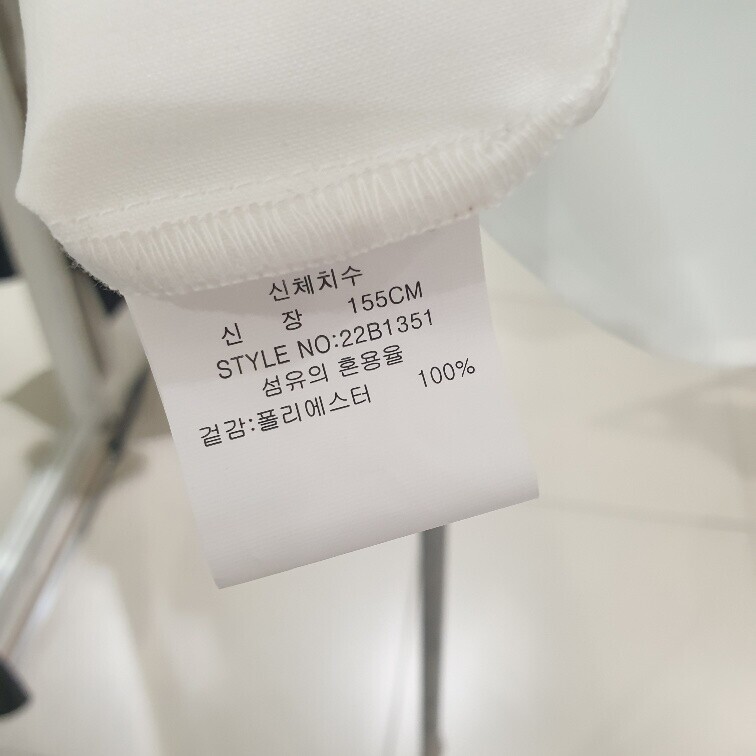 신체치수
신 장 155CM
STYLE NO:22B1351
섬유의 혼용율
겉감:폴리에스터 100%